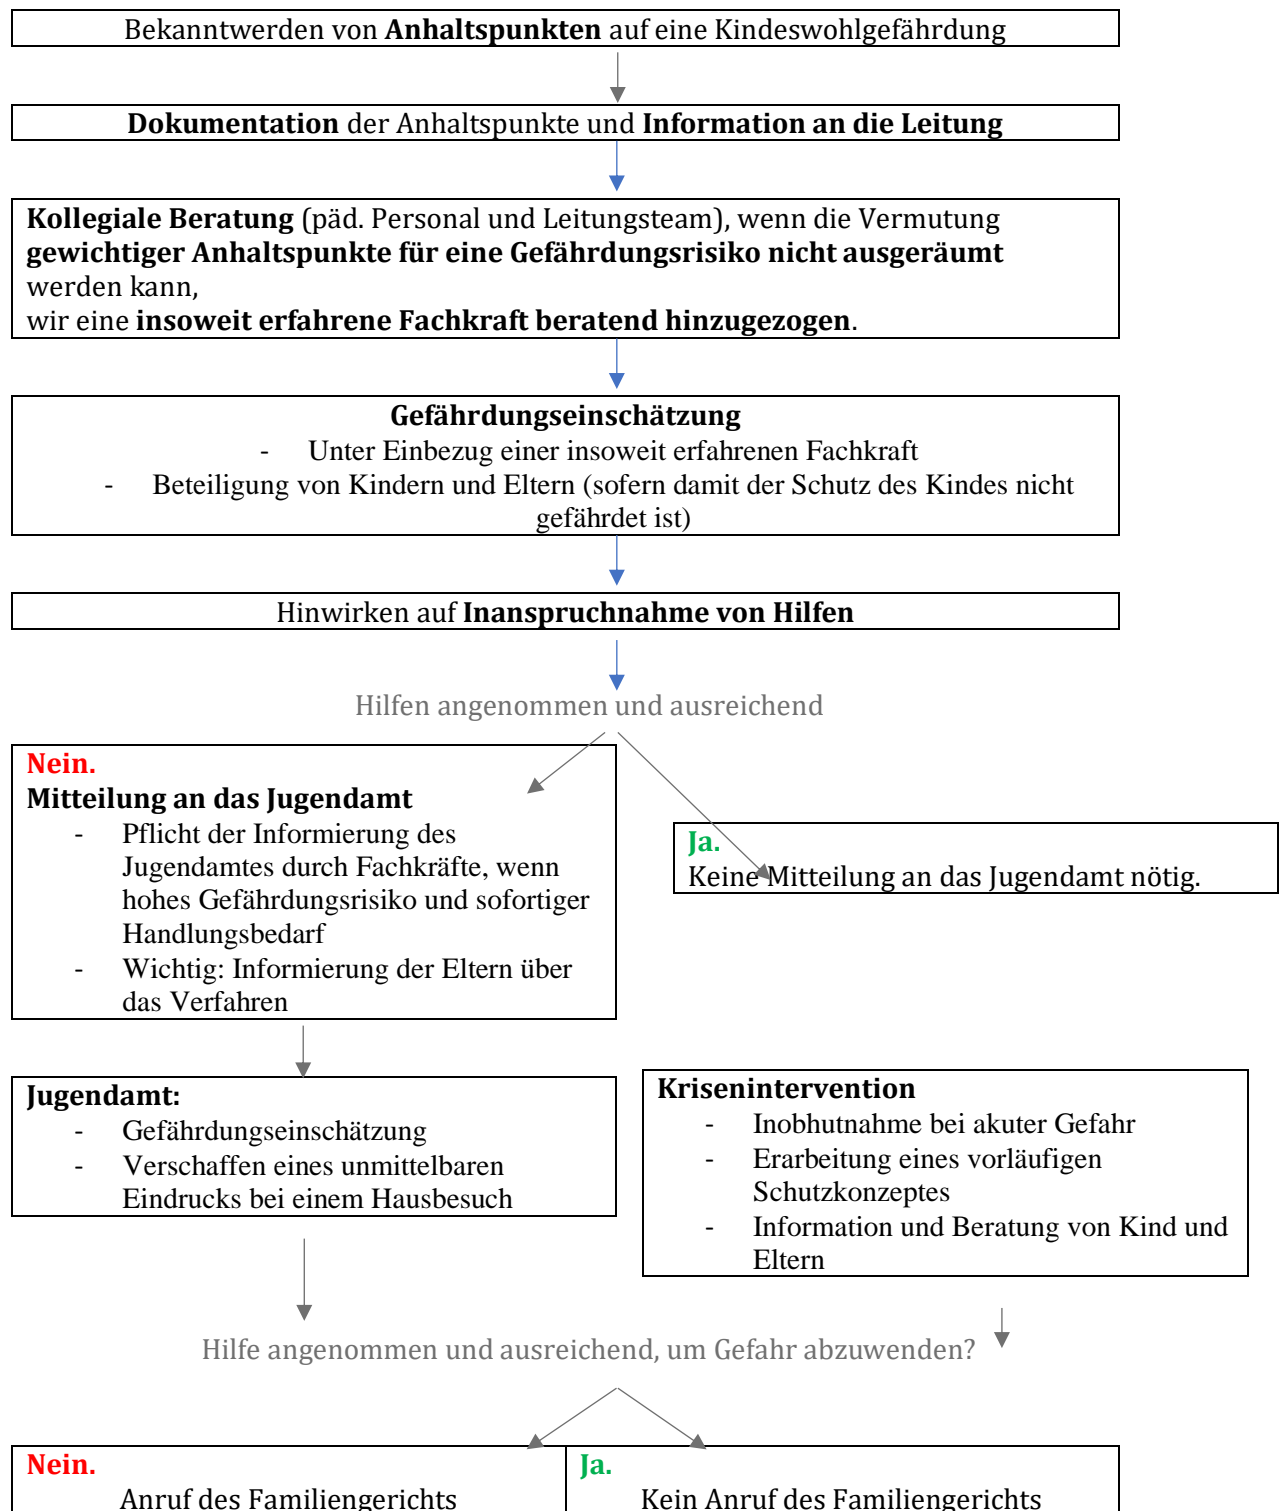 Bekanntwerden von Anhaltspunkten auf eine Kindeswohlgefährdung
Dokumentation der Anhaltspunkte und Information an die Leitung
Kollegiale Beratung (päd. Personal und Leitungsteam), wenn die Vermutung
gewichtiger Anhaltspunkte für eine Gefährdungsrisiko nicht ausgeräumt
werden kann,
wir eine insoweit erfahrene Fachkraft beratend hinzugezogen.
Gefährdungseinschätzung
- Unter Einbezug einer insoweit erfahrenen Fachkraft
- Beteiligung von Kindern und Eltern (sofern damit der Schutz des Kindes nicht
gefährdet ist)
Hinwirken auf Inanspruchnahme von Hilfen
Hilfen angenommen und ausreichend
Nein.
Mitteilung an das Jugendamt
- Pflicht der Informierung des
Jugendamtes durch Fachkräfte, wenn
hohes Gefährdungsrisiko und sofortiger
Handlungsbedarf
- Wichtig: Informierung der Eltern über
das Verfahren
Ja.
Keine Mitteilung an das Jugendamt nötig.
Jugendamt:
- Gefährdungseinschätzung
- Verschaffen eines unmittelbaren
Eindrucks bei einem Hausbesuch
Krisenintervention
- Inobhutnahme bei akuter Gefahr
- Erarbeitung eines vorläufigen
Schutzkonzeptes
- Information und Beratung von Kind und
Eltern
Hilfe angenommen und ausreichend, um Gefahr abzuwenden?
Nein.
Anruf des Familiengerichts
Ja.
Kein Anruf des Familiengerichts